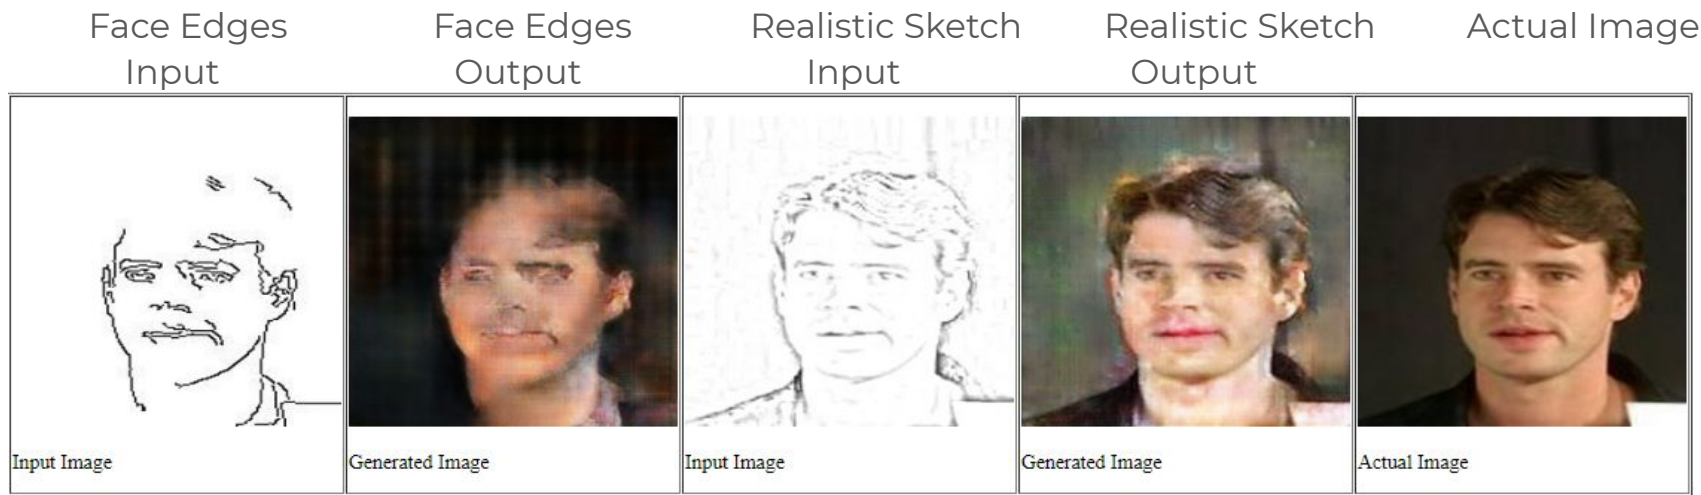 Face Edges
Input
Face Edges
Output
Realistic Sketch
Input
Realistic Sketch
Output
Actual Image
Input Image
Generated Image
Input Image
Generated Image
Actual Image